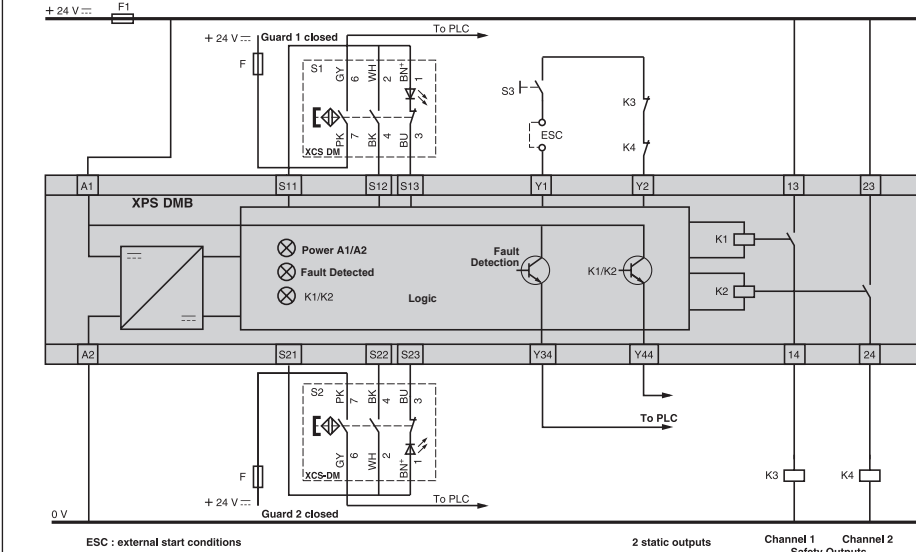 + 24 V
F1
+ 24 V
Guard 1 closed
To PLC
F
S1
GY
6
WH
2
BN+
1
PK
7
BK
4
BU
3
XCS DM
S3
ESC
K3
K4
A1
S11
S12
S13
Y1
Y2
13
23
XPS DMB
Power A1/A2
Fault Detected
K1/K2
Logic
Fault
Detection
K1/K2
K1
K2
A2
S21
S22
S23
Y34
Y44
14
24
S2
PK
7
BK
4
BU
3
GY
6
WH
2
BN+
1
XCS-DM
F
+ 24 V
Guard 2 closed
To PLC
To PLC
K3
K4
0 V
ESC : external start conditions
2 static outputs
Channel 1
Channel 2
Safety Outputs